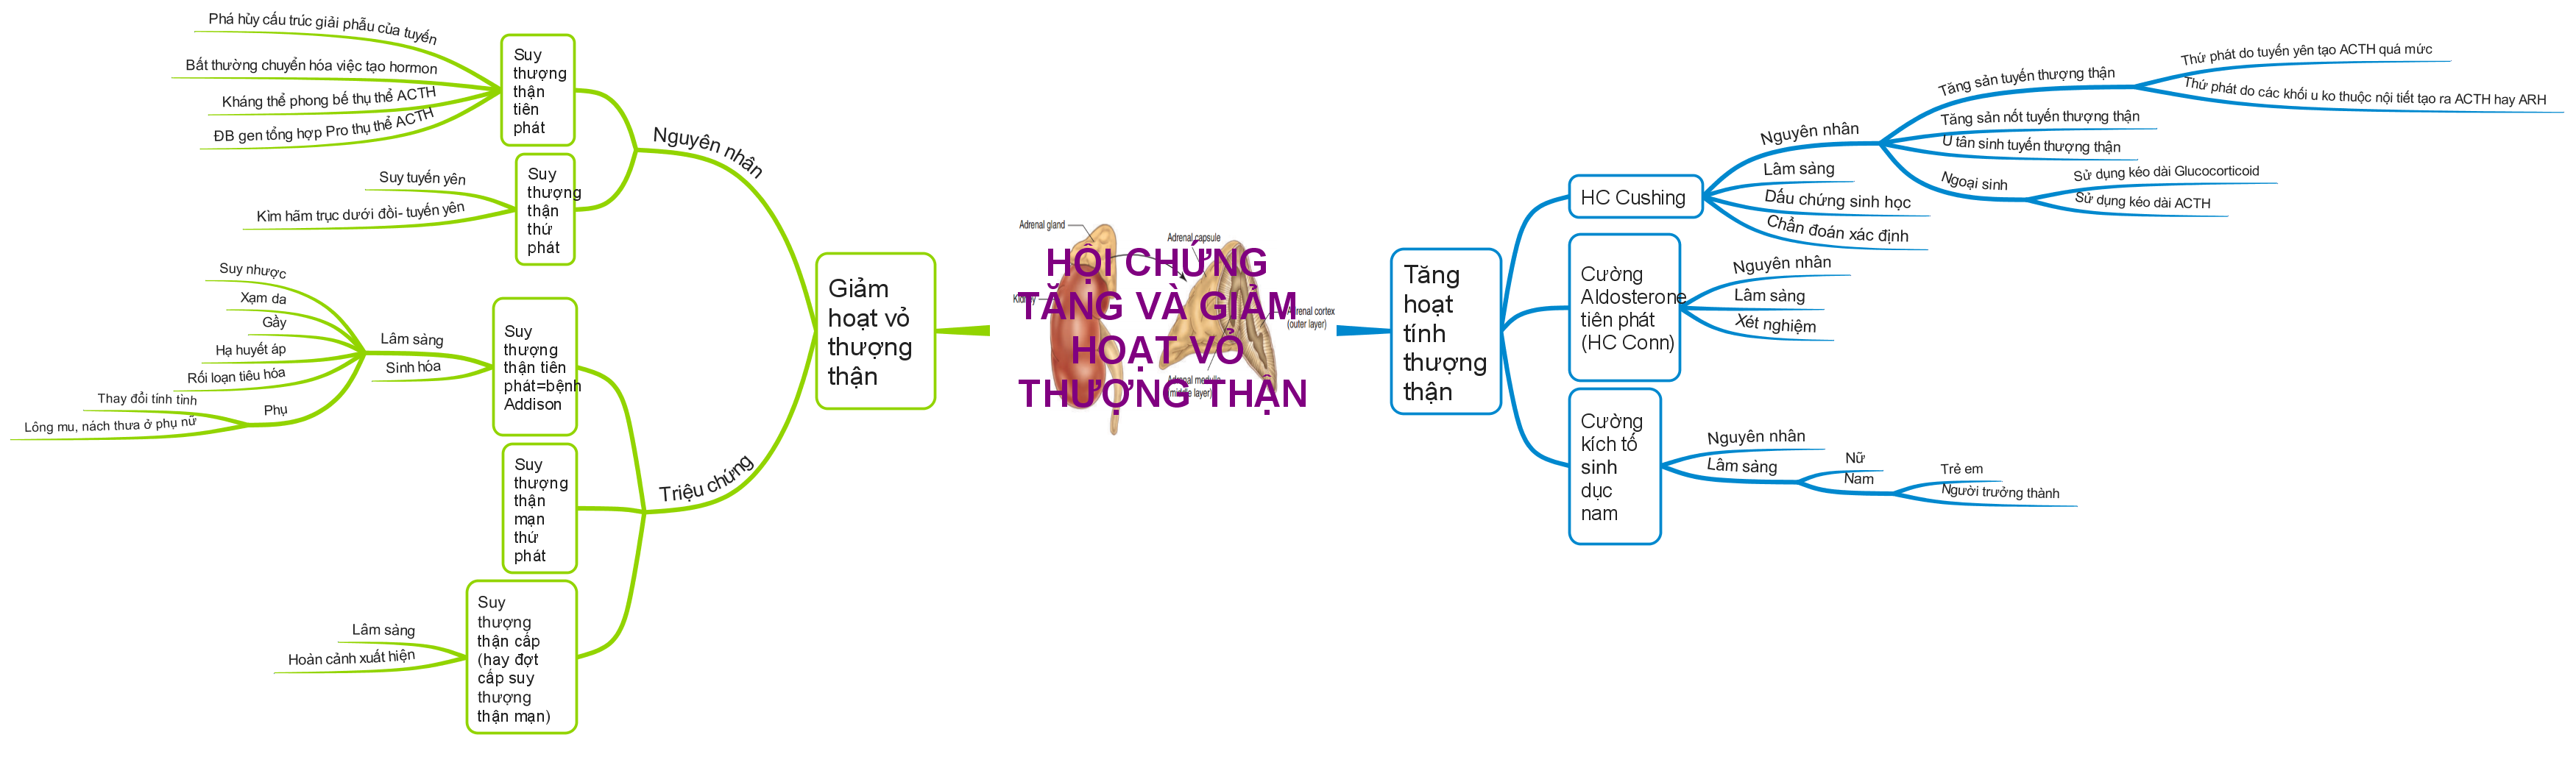 HỘI CHỨNG
TĂNG VÀ GIẢM
HOẠT VỎ
THƯỢNG THẬN
Adrenal gland
Adrenal capsule
Adrenal cortex
(outer layer)
Adrenal medulla
(middle layer)
Giảm
hoạt vỏ
thượng
thận
Nguyên nhân
Suy
thượng
thận
tiên
phát
Phá hủy cấu trúc giải phẫu của tuyến
Bất thường chuyển hóa việc tạo hormon
Kháng thể phong bế thụ thể ACTH
ĐB gen tổng hợp Pro thụ thể ACTH
Suy
thượng
thận
thứ
phát
Suy tuyến yên
Kìm hãm trục dưới đồi- tuyến yên
Triệu chứng
Suy
thượng
thận tiên
phát=bệnh
Addison
Lâm sàng
Suy nhược
Xạm da
Gầy
Hạ huyết áp
Rối loạn tiêu hóa
Phụ
Thay đổi tính tình
Lông mu, nách thưa ở phụ nữ
Sinh hóa
Suy
thượng
thận
mạn
thứ
phát
Suy
thượng
thận cấp
(hay đợt
cấp suy
thượng
thận mạn)
Lâm sàng
Hoàn cảnh xuất hiện
Tăng
hoạt
tính
thượng
thận
HC Cushing
Nguyên nhân
Tăng sản tuyến thượng thận
Thứ phát do tuyến yên tạo ACTH quá mức
Thứ phát do các khối u ko thuộc nội tiết tạo ra ACTH hay ARH
Tăng sản nốt tuyến thượng thận
U tân sinh tuyến thượng thận
Ngoại sinh
Sử dụng kéo dài Glucocorticoid
Sử dụng kéo dài ACTH
Lâm sàng
Dấu chứng sinh học
Chẩn đoán xác định
Cường
Aldosterone
tiên phát
(HC Conn)
Nguyên nhân
Lâm sàng
Xét nghiệm
Cường
kích tố
sinh
dục
nam
Nguyên nhân
Lâm sàng
Nữ
Nam
Trẻ em
Người trưởng thành